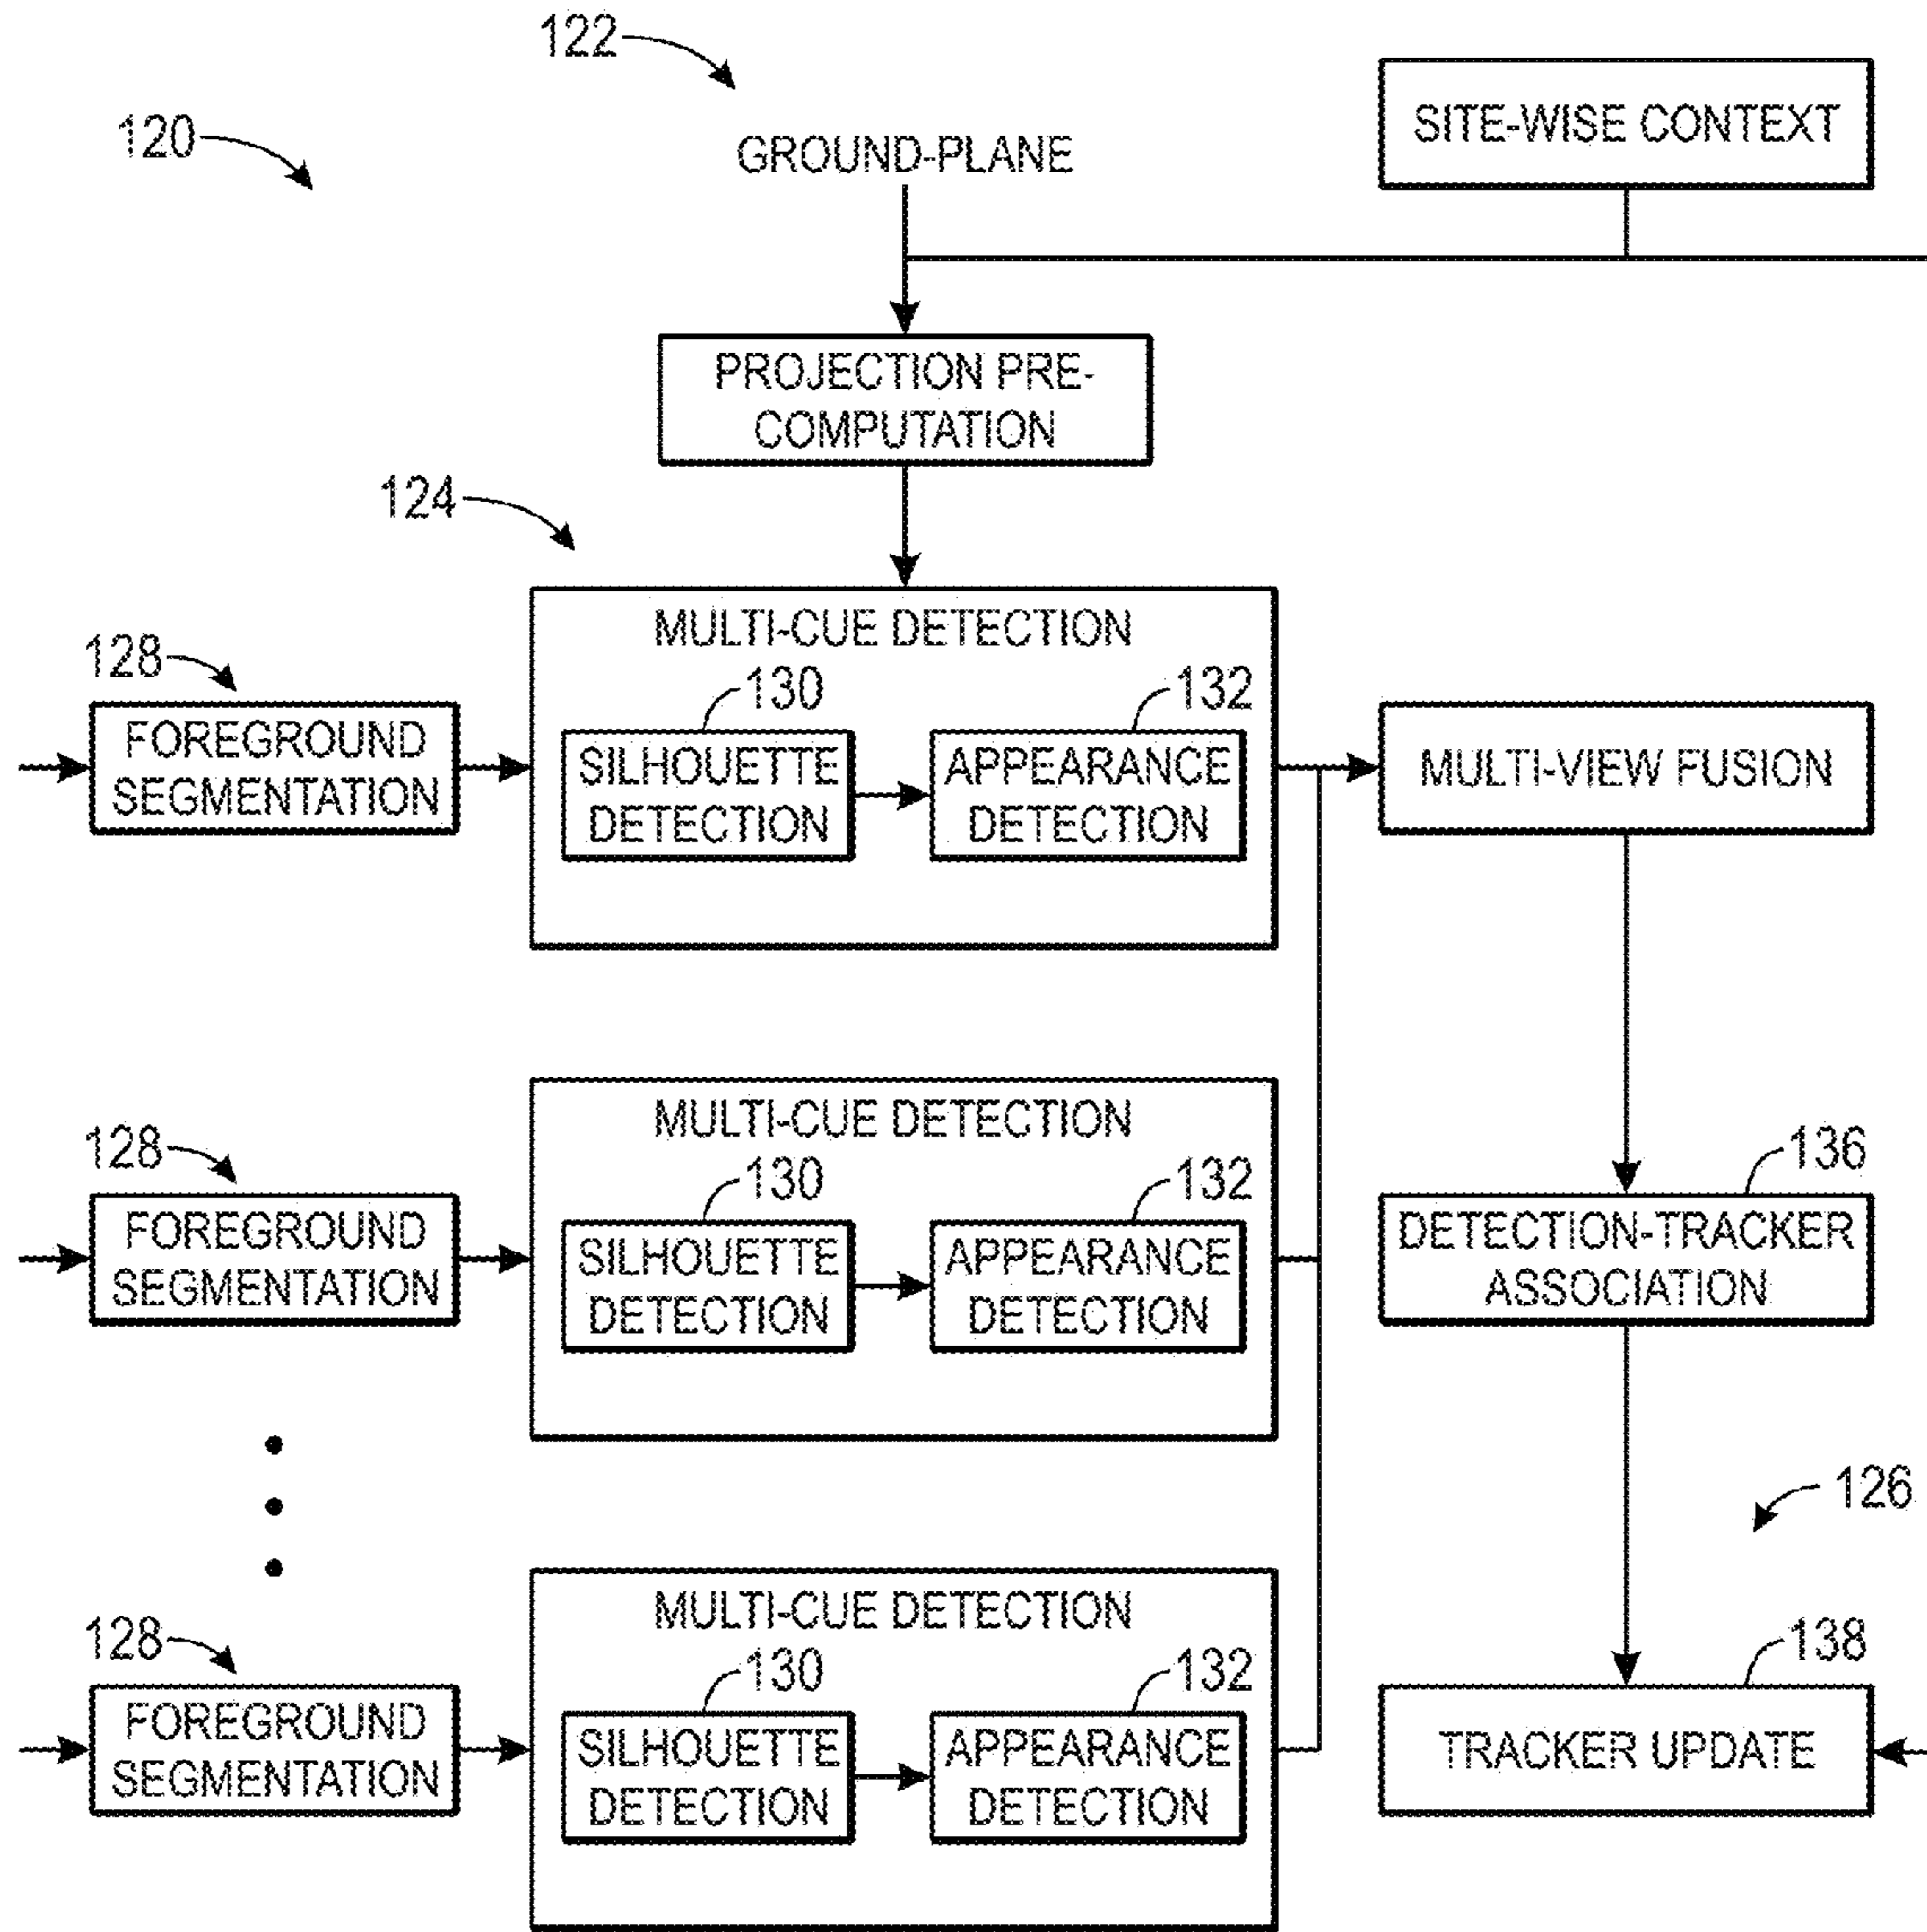 122
120
GROUND-PLANE
SITE-WISE CONTEXT
PROJECTION PRE-
COMPUTATION
124
MULTI-CUE DETECTION
128
130
132
FOREGROUND
SEGMENTATION
SILHOUETTE
DETECTION
APPEARANCE
DETECTION
MULTI-VIEW FUSION
MULTI-CUE DETECTION
128
130
132
136
FOREGROUND
SEGMENTATION
SILHOUETTE
DETECTION
APPEARANCE
DETECTION
DETECTION-TRACKER
ASSOCIATION
126
MULTI-CUE DETECTION
128
130
132
138
FOREGROUND
SEGMENTATION
SILHOUETTE
DETECTION
APPEARANCE
DETECTION
TRACKER UPDATE